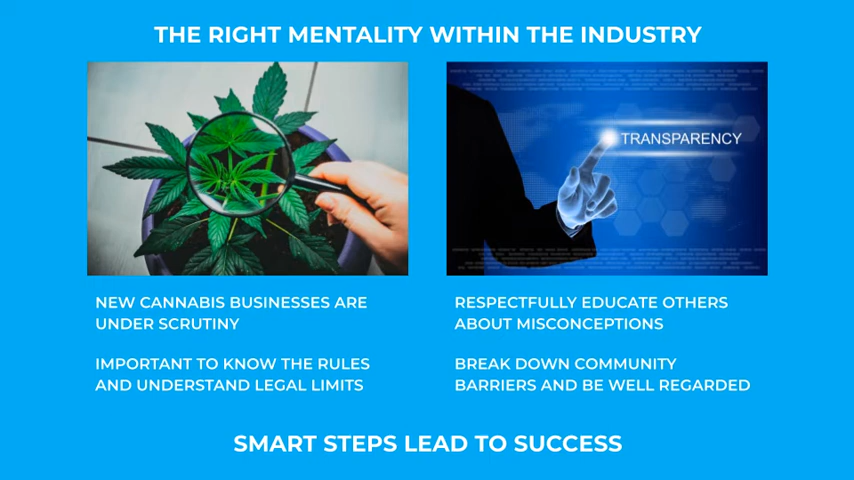 THE RIGHT MENTALITY WITHIN THE INDUSTRY
TRANSPARENCY
NEW CANNABIS BUSINESSES ARE
UNDER SCRUTINY
IMPORTANT TO KNOW THE RULES
AND UNDERSTAND LEGAL LIMITS
RESPECTFULLY EDUCATE OTHERS
ABOUT MISCONCEPTIONS
BREAK DOWN COMMUNITY
BARRIERS AND BE WELL REGARDED
SMART STEPS LEAD TO SUCCESS